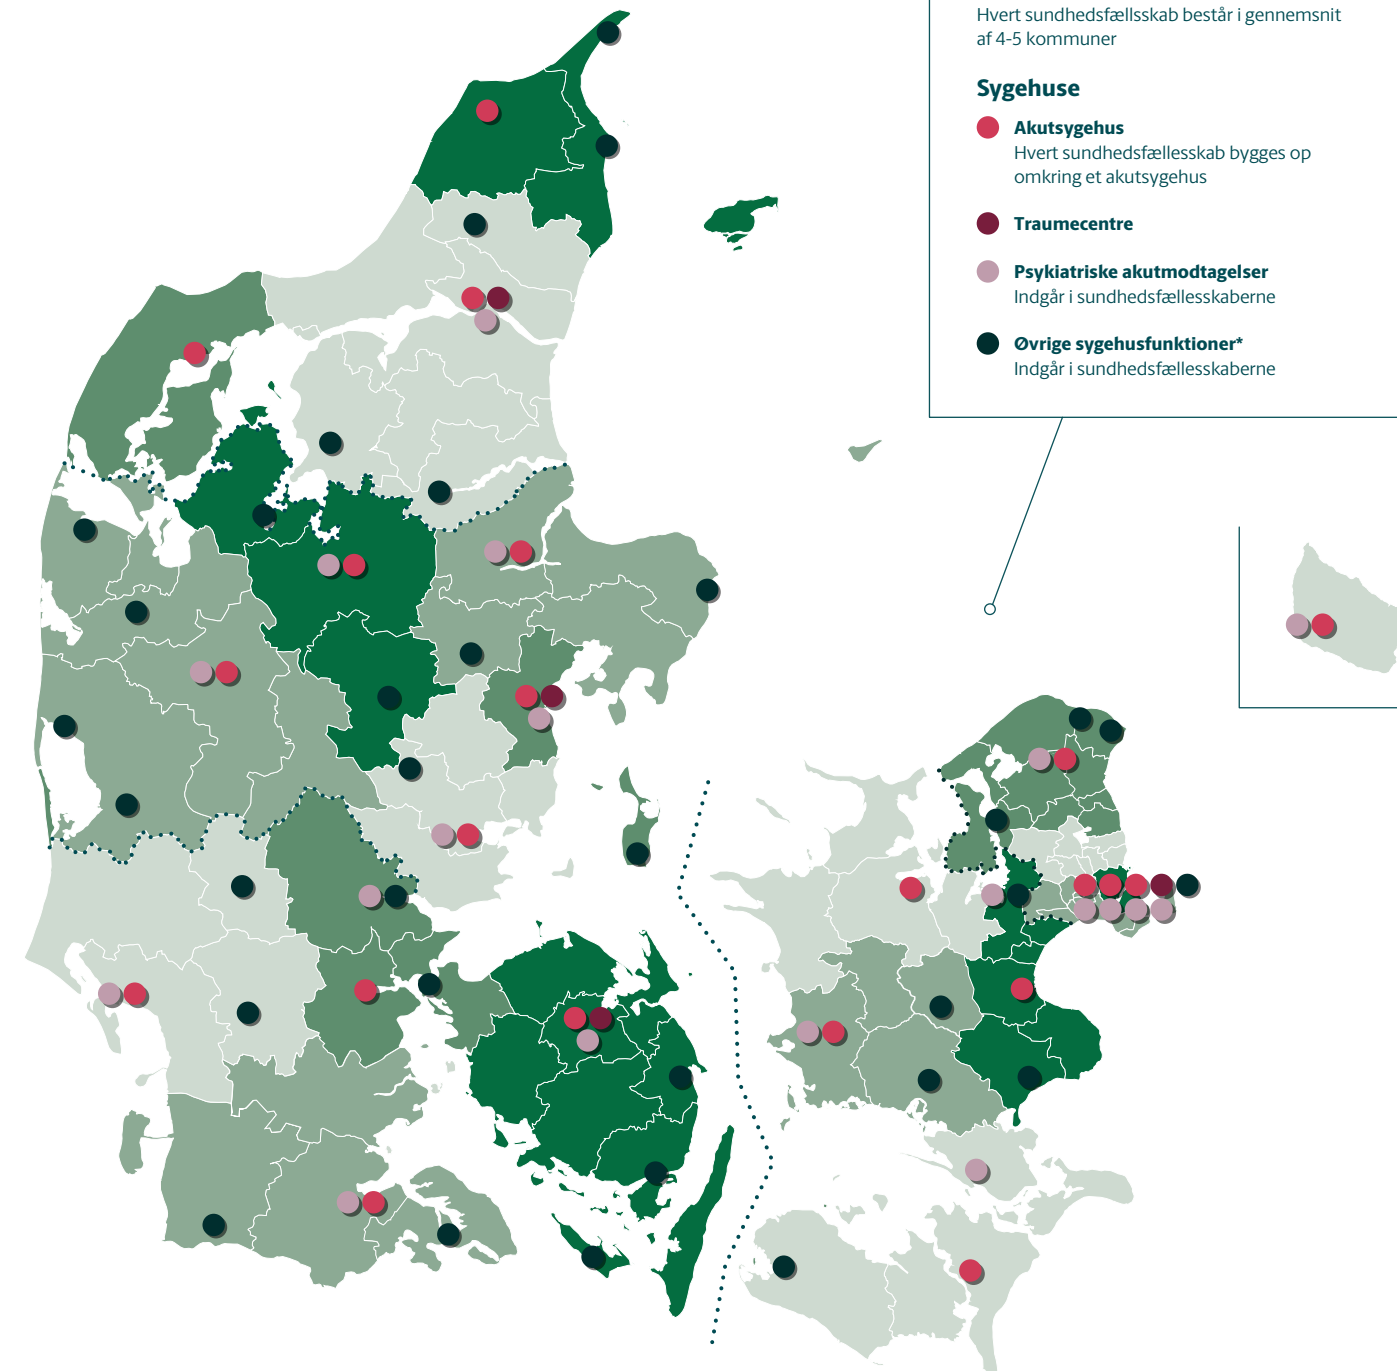 Hvert sundhedsfællsskab består i gennemsnit
af 4-5 kommuner
Sygehuse
Akutsygehus
Hvert sundhedsfællesskab bygges op
omkring et akutsygehus
Traumecentre
Psykiatriske akutmodtagelser
Indgår i sundhedsfællesskaberne
Øvrige sygehusfunktioner*
Indgår i sundhedsfællesskaberne